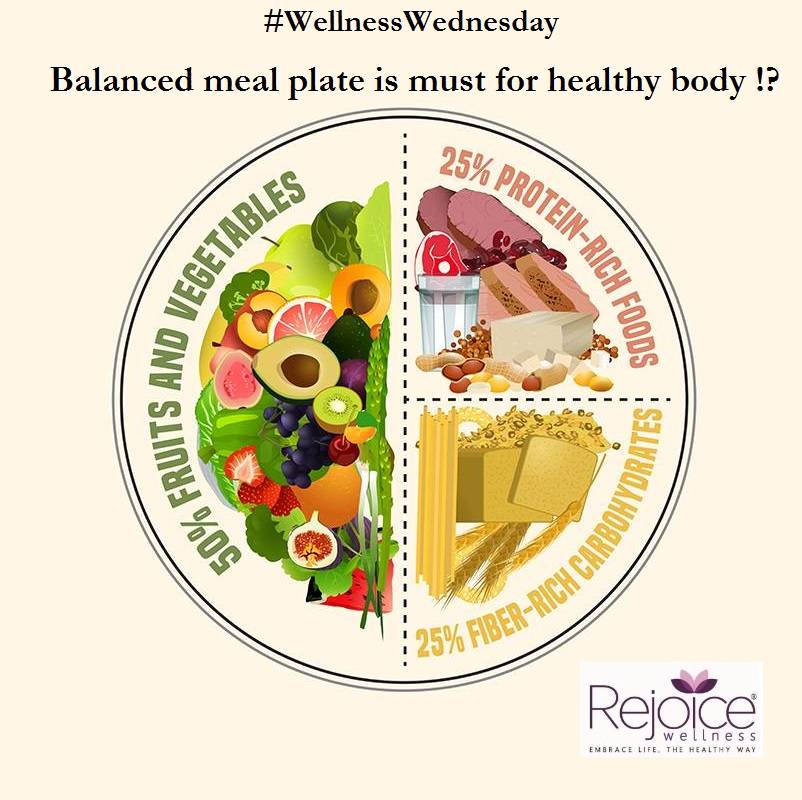 #WellnessWednesday
Balanced meal plate is must for healthy body !?
50% FRUITS AND VEGETABLES
25% PROTEIN-RICH FOODS
25% FIBER-RICH CARBOHYDRATES
Rejoice®
wellness
EMBRACE LIFE, THE HEALTHY WAY